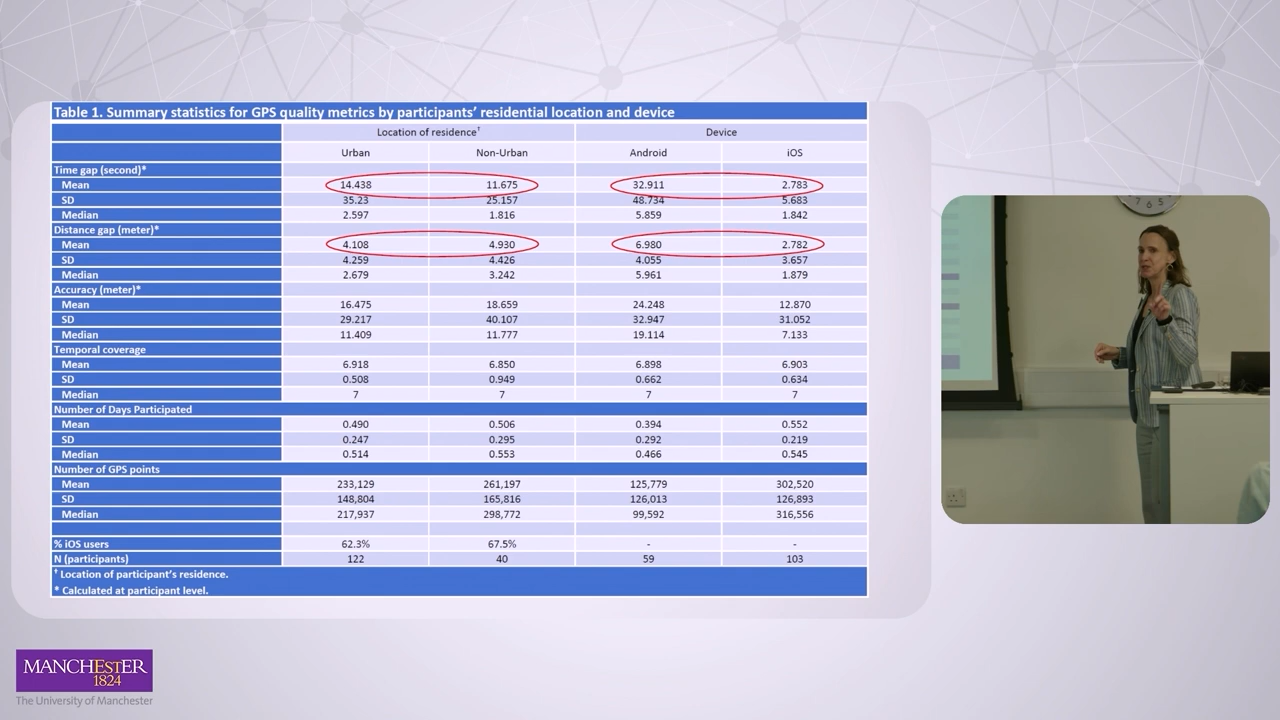 Table 1. Summary statistics for GPS quality metrics by participants' residential location and device
Location of residence† Device
Urban Non-Urban Android iOS
Time gap (second)*
Mean 14.438 11.675 32.911 2.783
SD 35.23 25.157 48.734 5.683
Median 2.597 1.816 5.859 1.842
Distance gap (meter)*
Mean 4.108 4.930 6.980 2.782
SD 4.259 4.426 4.055 3.657
Median 2.679 3.242 5.961 1.879
Accuracy (meter)*
Mean 16.475 18.659 24.248 12.870
SD 29.217 40.107 32.947 31.052
Median 11.409 11.777 19.114 7.133
Temporal coverage
Mean 6.918 6.850 6.898 6.903
SD 0.508 0.949 0.662 0.634
Median 7 7 7 7
Number of Days Participated
Mean 0.490 0.506 0.394 0.552
SD 0.247 0.295 0.292 0.219
Median 0.514 0.553 0.466 0.545
Number of GPS points
Mean 233,129 261,197 125,779 302,520
SD 148,804 165,816 126,013 126,893
Median 217,937 298,772 99,592 316,556
% iOS users 62.3% 67.5% - -
N (participants) 122 40 59 103
† Location of participant's residence.
* Calculated at participant level.
7 6 5
MANCHESTER
1824
The University of Manchester